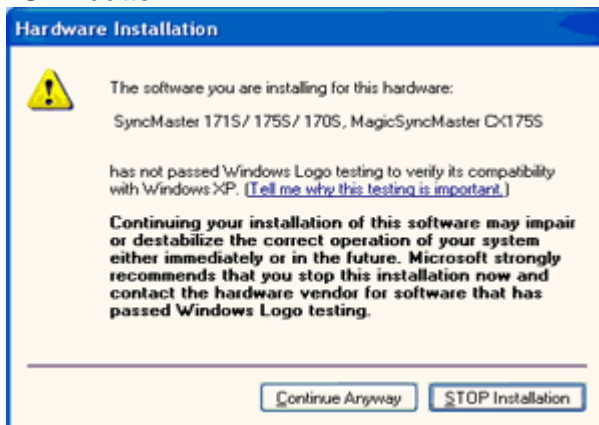 Hardware Installation
The software you are installing for this hardware:
SyncMaster 171S/ 175S/ 170S, MagicSyncMaster CX175S
has not passed Windows Logo testing to verify its compatibility
with Windows XP. (Tell me why this testing is important.)
Continuing your installation of this software may impair
or destabilize the correct operation of your system
either immediately or in the future. Microsoft strongly
recommends that you stop this installation now and
contact the hardware vendor for software that has
passed Windows Logo testing.
Continue Anyway
STOP Installation